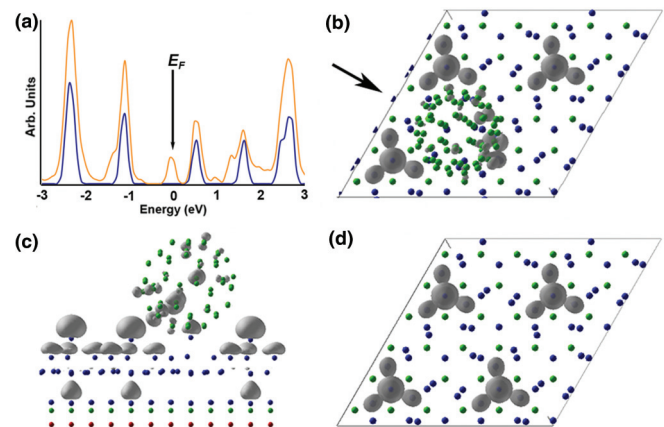 (a)
E_F
Arb. Units
-3 -2 -1 0 1 2 3
Energy (eV)
(b)
(c)
(d)